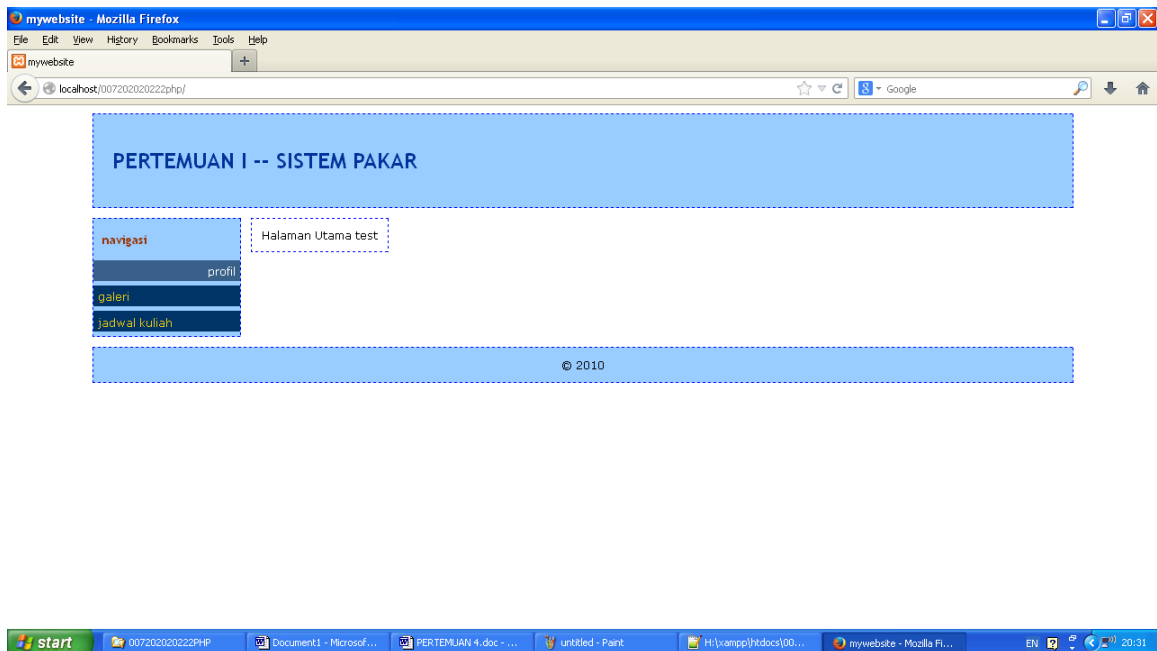 mywebsite - Mozilla Firefox
File Edit View History Bookmarks Tools Help
mywebsite
localhost/007202020222php/
Google
PERTEMUAN I -- SISTEM PAKAR
navigasi
Halaman Utama test
profil
galeri
jadwal kuliah
© 2010
start 007202020222PHP Document1 - Microsof... PERTEMUAN 4.doc - ... untitled - Paint H:\xampp\htdocs\00... mywebsite - Mozilla Fi... EN 20:31